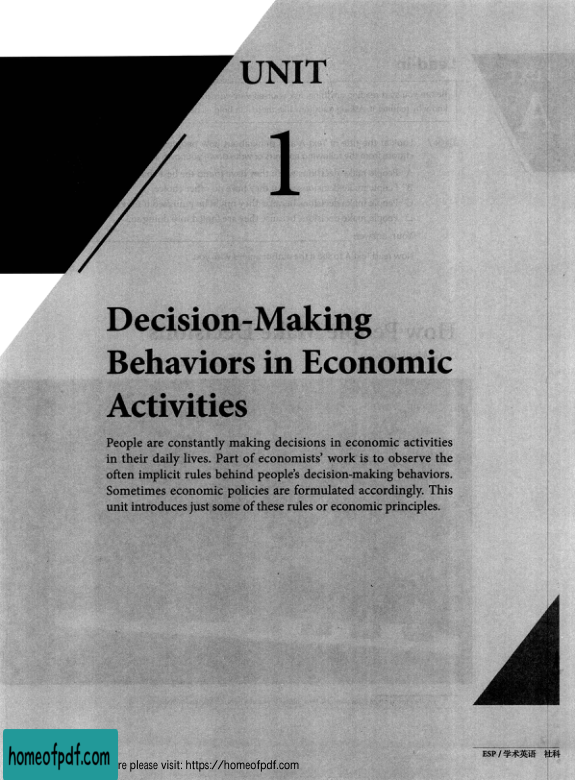 UNIT
1
Decision-Making
Behaviors in Economic
Activities
People are constantly making decisions in economic activities
in their daily lives. Part of economists' work is to observe the
often implicit rules behind people's decision-making behaviors.
Sometimes economic policies are formulated accordingly. This
unit introduces just some of these rules or economic principles.
ESP / 学术英语 社科
homeofpdf.com
re please visit: https://homeofpdf.com